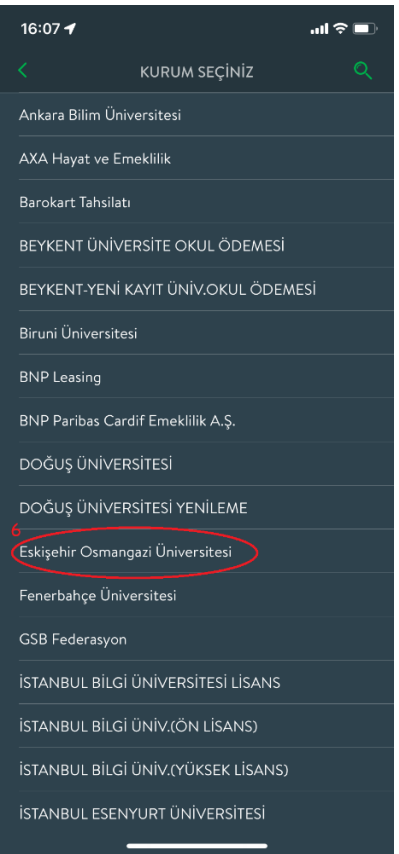 16:07
KURUM SEÇİNİZ
Ankara Bilim Üniversitesi
AXA Hayat ve Emeklilik
Barokart Tahsilatı
BEYKENT ÜNİVERSİTE OKUL ÖDEMESİ
BEYKENT-YENİ KAYIT ÜNİV.OKUL ÖDEMESİ
Biruni Üniversitesi
BNP Leasing
BNP Paribas Cardif Emeklilik A.Ş.
DOĞUŞ ÜNİVERSİTESİ
DOĞUŞ ÜNİVERSİTESİ YENİLEME
6
Eskişehir Osmangazi Üniversitesi
Fenerbahçe Üniversitesi
GSB Federasyon
İSTANBUL BİLGİ ÜNİVERSİTESİ LİSANS
İSTANBUL BİLGİ ÜNİV.(ÖN LİSANS)
İSTANBUL BİLGİ ÜNİV.(YÜKSEK LİSANS)
İSTANBUL ESENYURT ÜNİVERSİTESİ